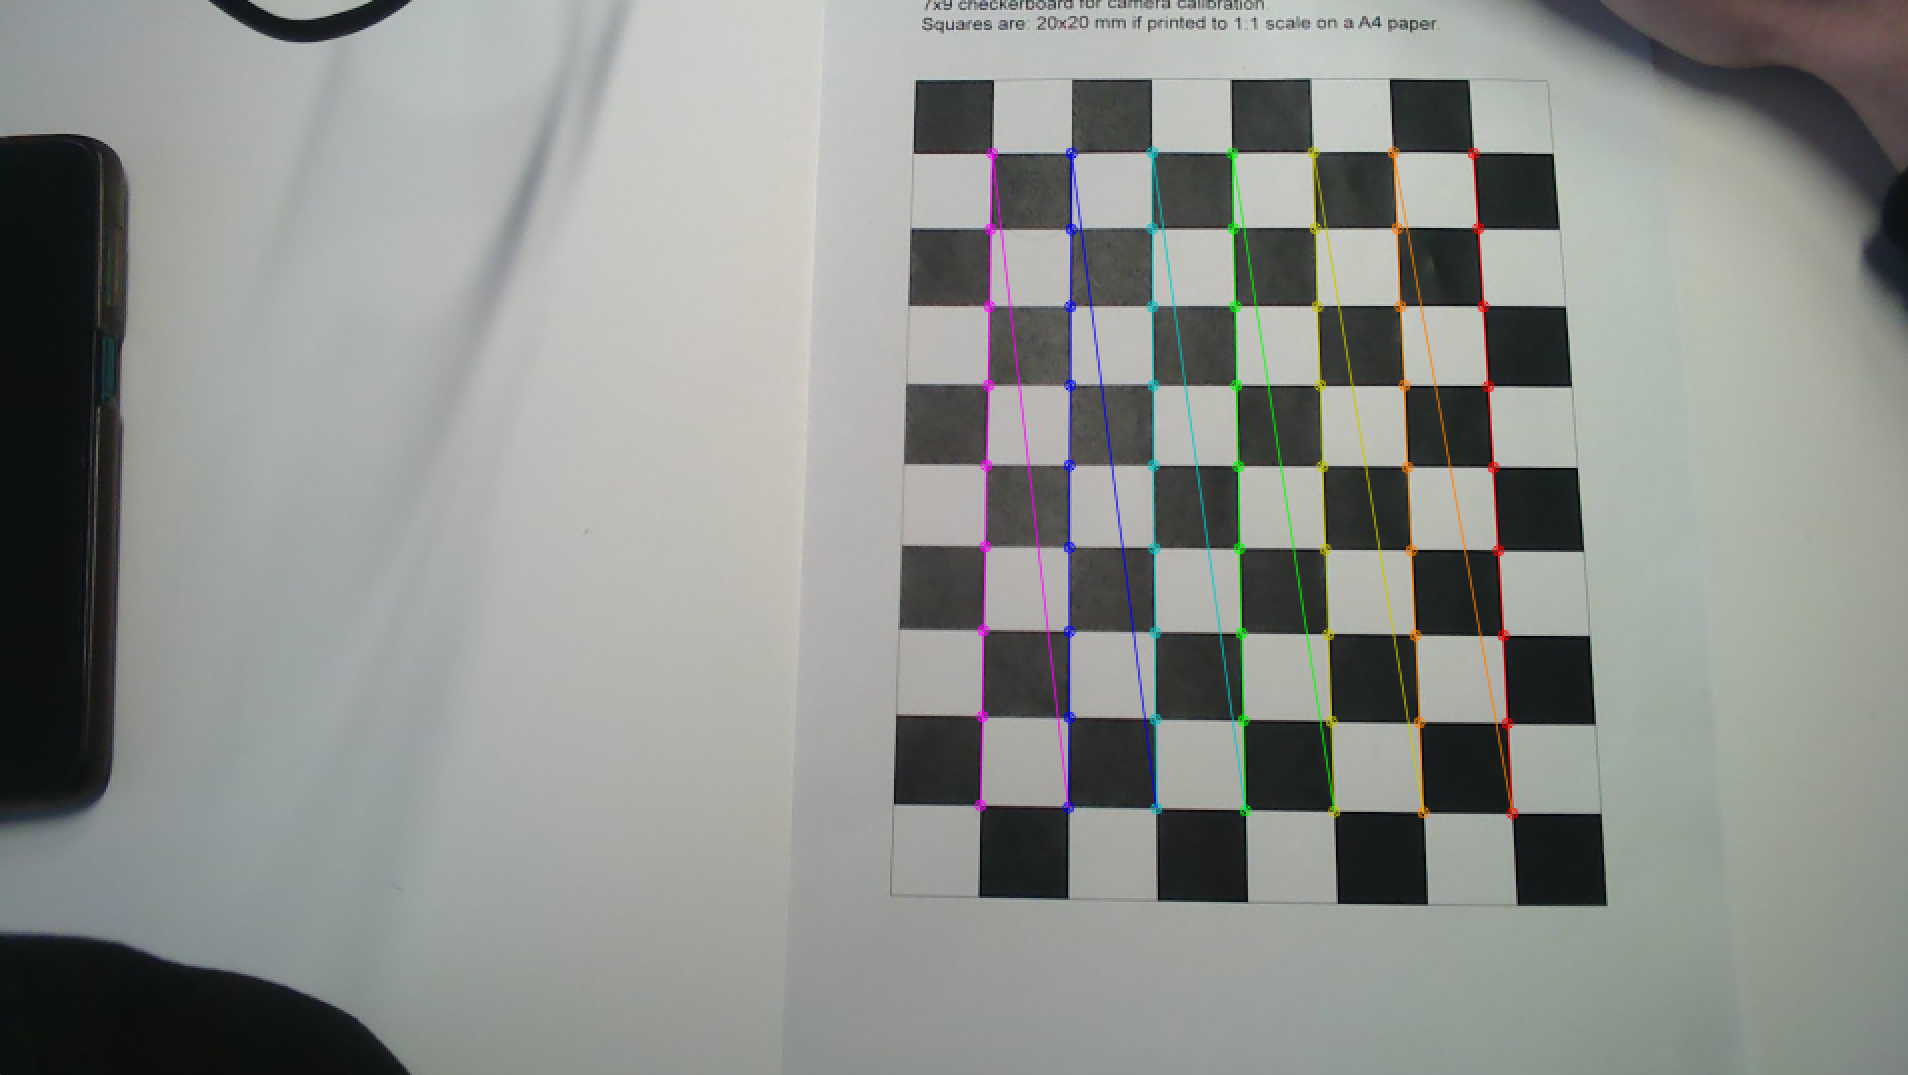 7x9 checkerboard for camera calibration.
Squares are: 20x20 mm if printed to 1:1 scale on a A4 paper.